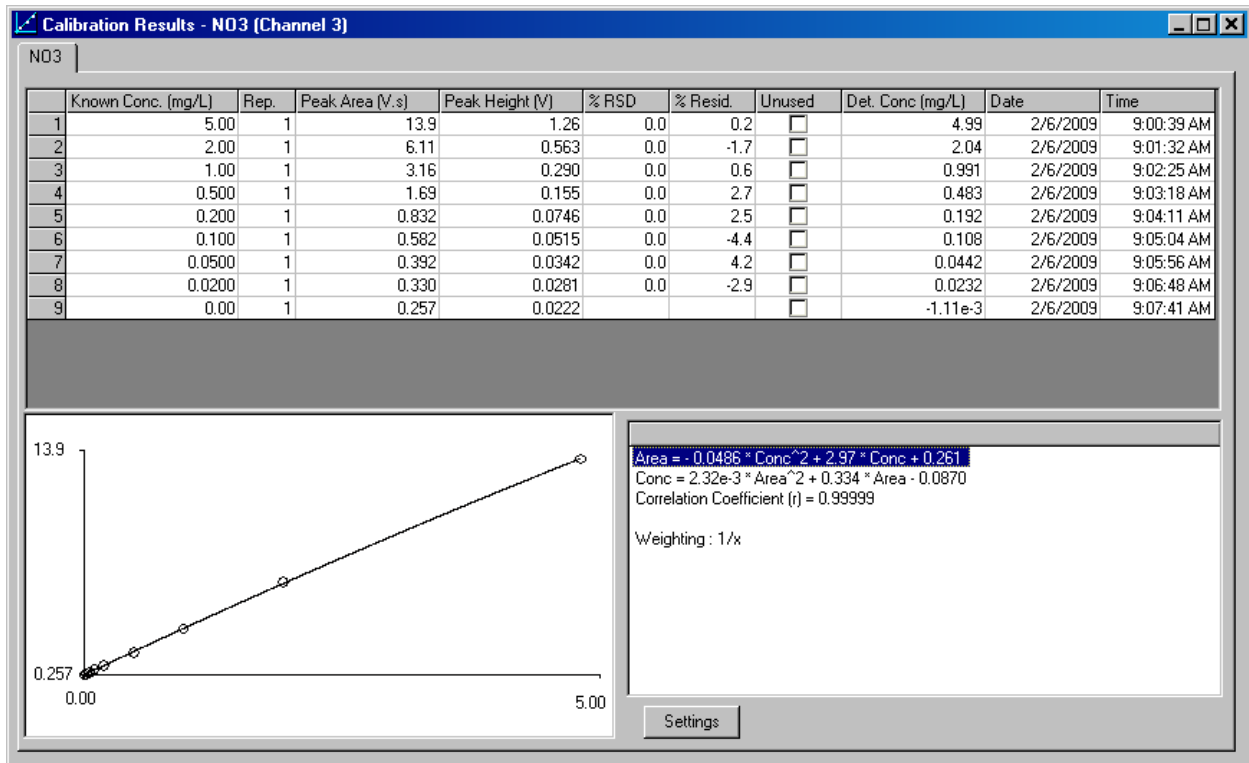 Calibration Results - NO3 (Channel 3)
NO3
Known Conc. (mg/L) Rep. Peak Area (V.s) Peak Height (V) % RSD % Resid. Unused Det. Conc (mg/L) Date Time
1 5.00 1 13.9 1.26 0.0 0.2 4.99 2/6/2009 9:00:39 AM
2 2.00 1 6.11 0.563 0.0 -1.7 2.04 2/6/2009 9:01:32 AM
3 1.00 1 3.16 0.290 0.0 0.6 0.991 2/6/2009 9:02:25 AM
4 0.500 1 1.69 0.155 0.0 2.7 0.483 2/6/2009 9:03:18 AM
5 0.200 1 0.832 0.0746 0.0 2.5 0.192 2/6/2009 9:04:11 AM
6 0.100 1 0.582 0.0515 0.0 -4.4 0.108 2/6/2009 9:05:04 AM
7 0.0500 1 0.392 0.0342 0.0 4.2 0.0442 2/6/2009 9:05:56 AM
8 0.0200 1 0.330 0.0281 0.0 -2.9 0.0232 2/6/2009 9:06:48 AM
9 0.00 1 0.257 0.0222 -1.11e-3 2/6/2009 9:07:41 AM
13.9
0.257
0.00 5.00
Area = - 0.0486 * Conc^2 + 2.97 * Conc + 0.261
Conc = 2.32e-3 * Area^2 + 0.334 * Area - 0.0870
Correlation Coefficient (r) = 0.99999
Weighting : 1/x
Settings